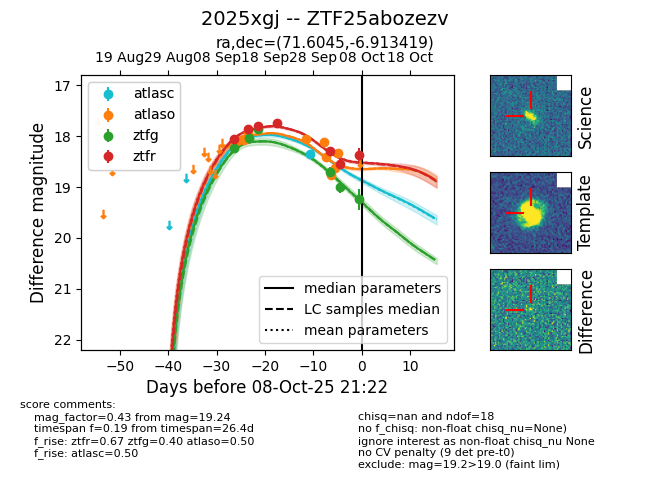 2025xgj -- ZTF25abozezv
ra,dec=(71.6045,-6.913419)
19 Aug 29 Aug 08 Sep 18 Sep 28 Sep 08 Oct 18 Oct
17
18
19
20
21
22
Difference magnitude
atlasc
atlaso
ztfg
ztfr
median parameters
LC samples median
mean parameters
−50 −40 −30 −20 −10 0 10
Days before 08-Oct-25 21:22
Science
Template
Difference
score comments:
mag_factor=0.43 from mag=19.24
timespan f=0.19 from timespan=26.4d
f_rise: ztfr=0.67 ztfg=0.40 atlaso=0.50
f_rise: atlasc=0.50
chisq=nan and ndof=18
no f_chisq: non-float chisq_nu=None)
ignore interest as non-float chisq_nu None
no CV penalty (9 det pre-t0)
exclude: mag=19.2>19.0 (faint lim)